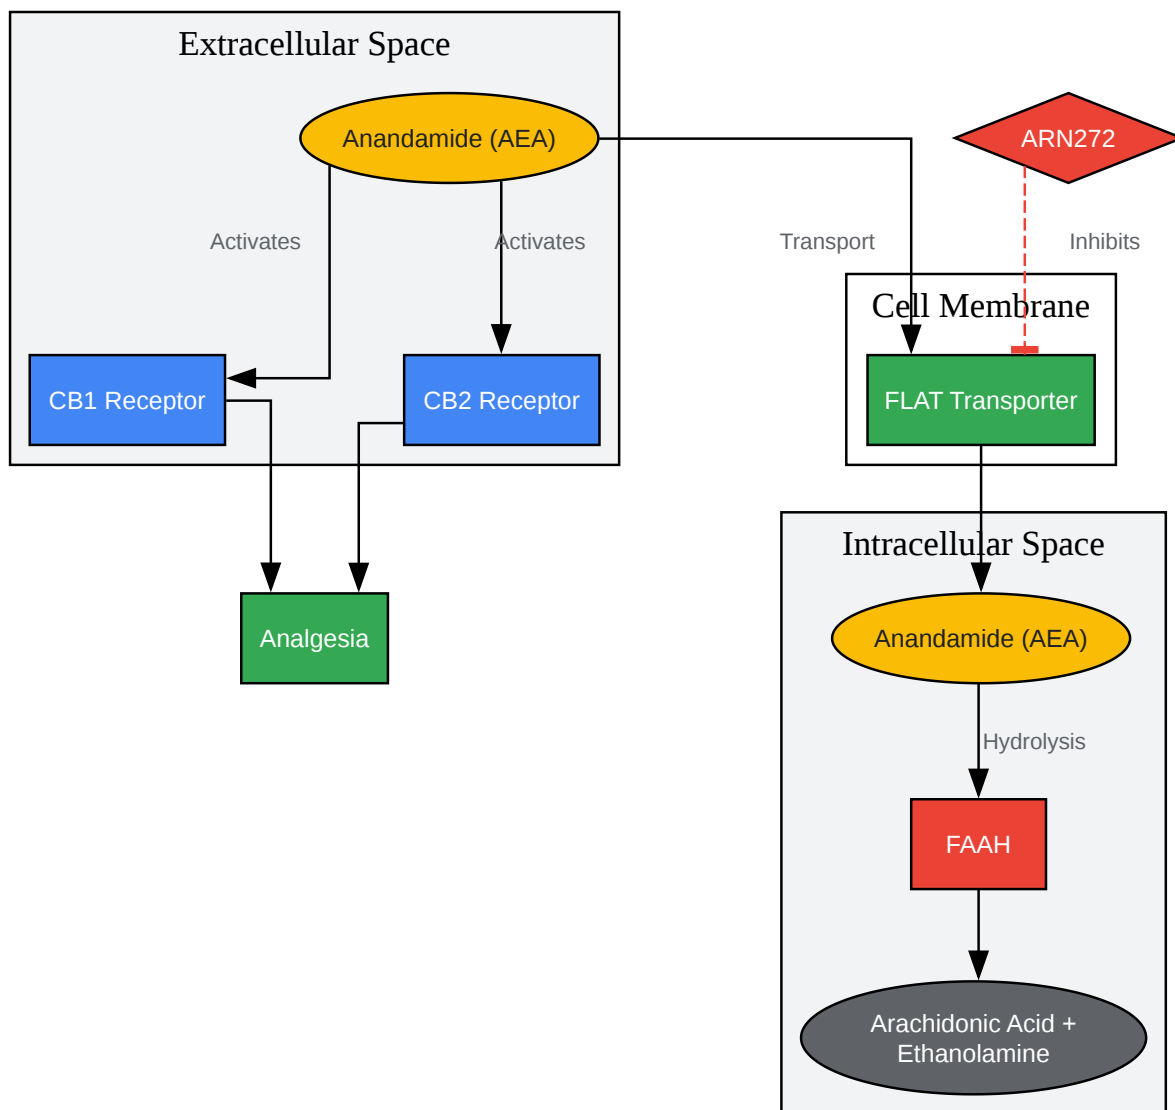 Extracellular Space
Anandamide (AEA)
ARN272
Activates
Activates
Transport
Inhibits
Cell Membrane
CB1 Receptor
CB2 Receptor
FLAT Transporter
Intracellular Space
Analgesia
Anandamide (AEA)
Hydrolysis
FAAH
Arachidonic Acid +
Ethanolamine